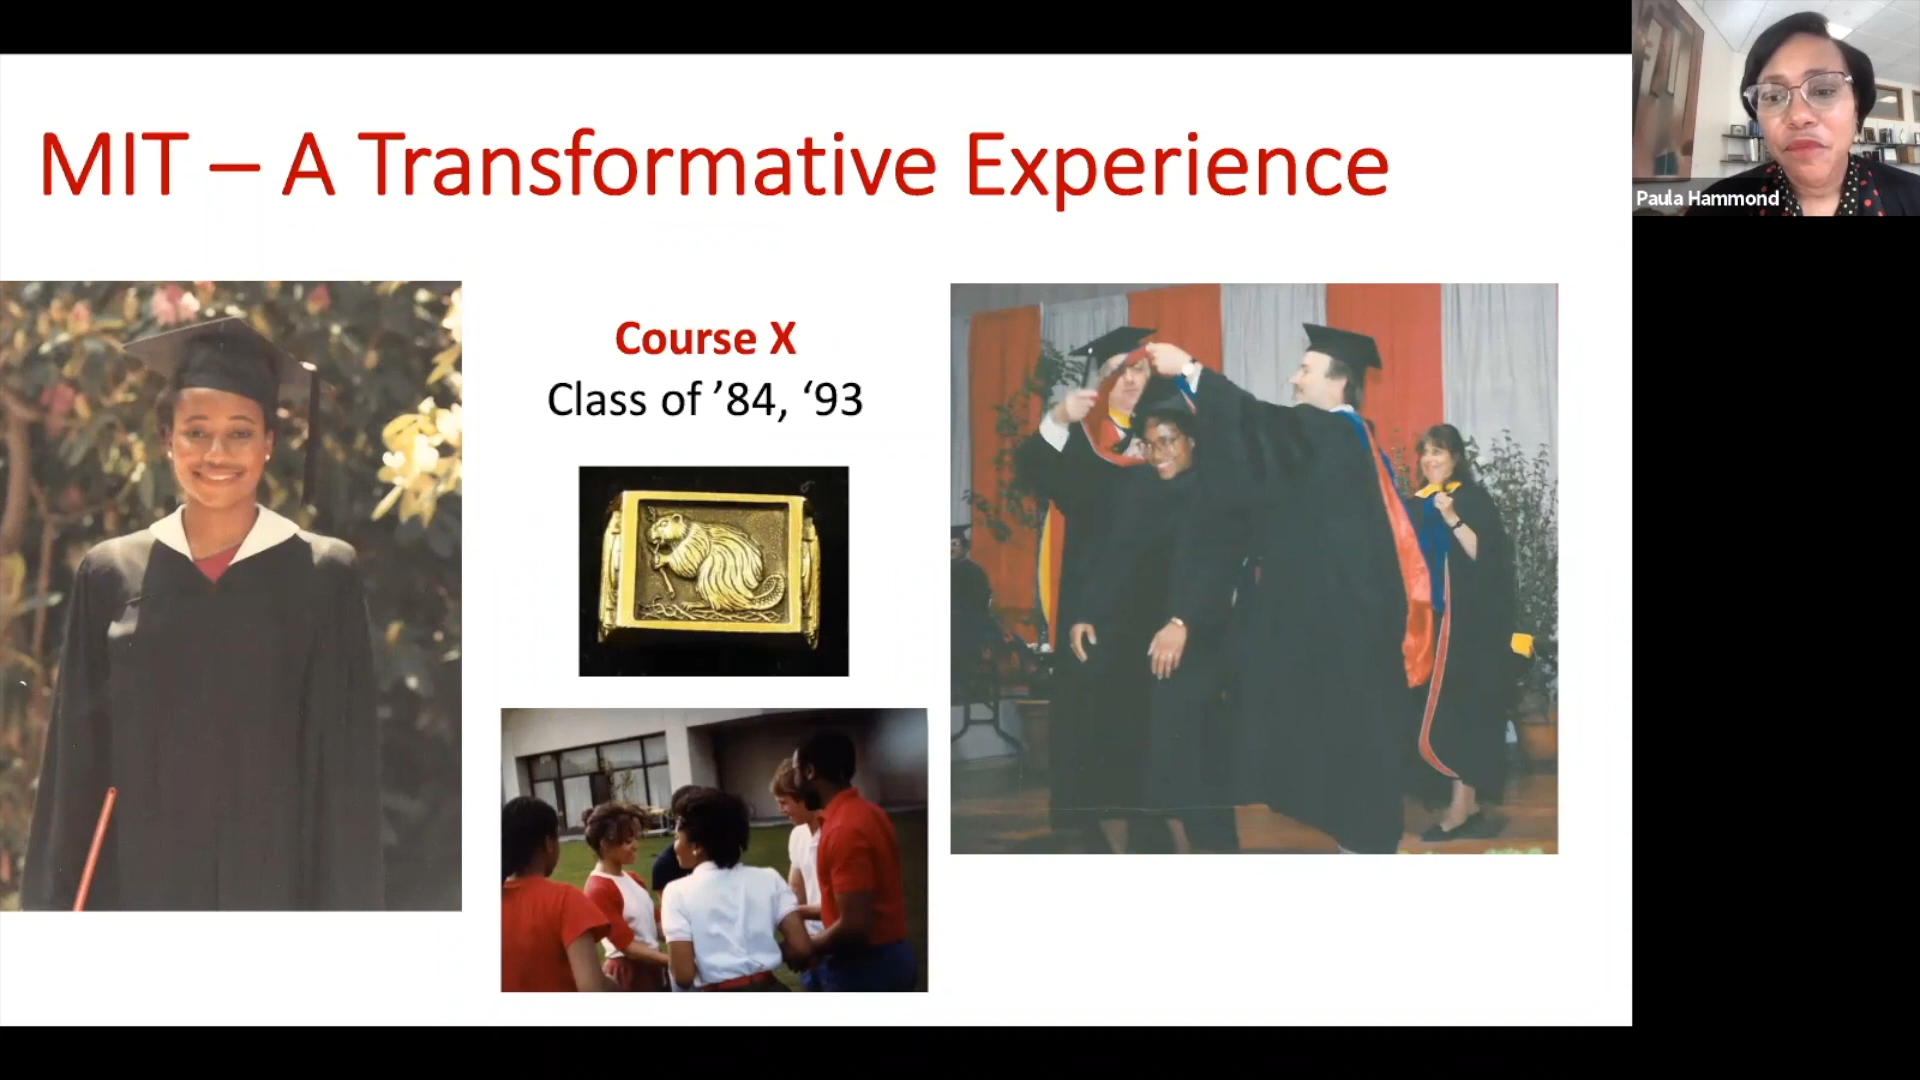 MIT – A Transformative Experience
Course X
Class of ’84, ‘93
Paula Hammond